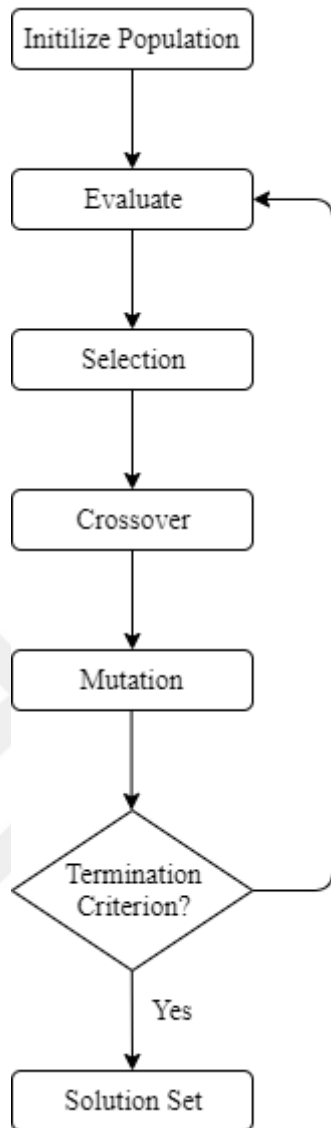 Initilize Population
Evaluate
Selection
Crossover
Mutation
Termination
Criterion?
Yes
Solution Set